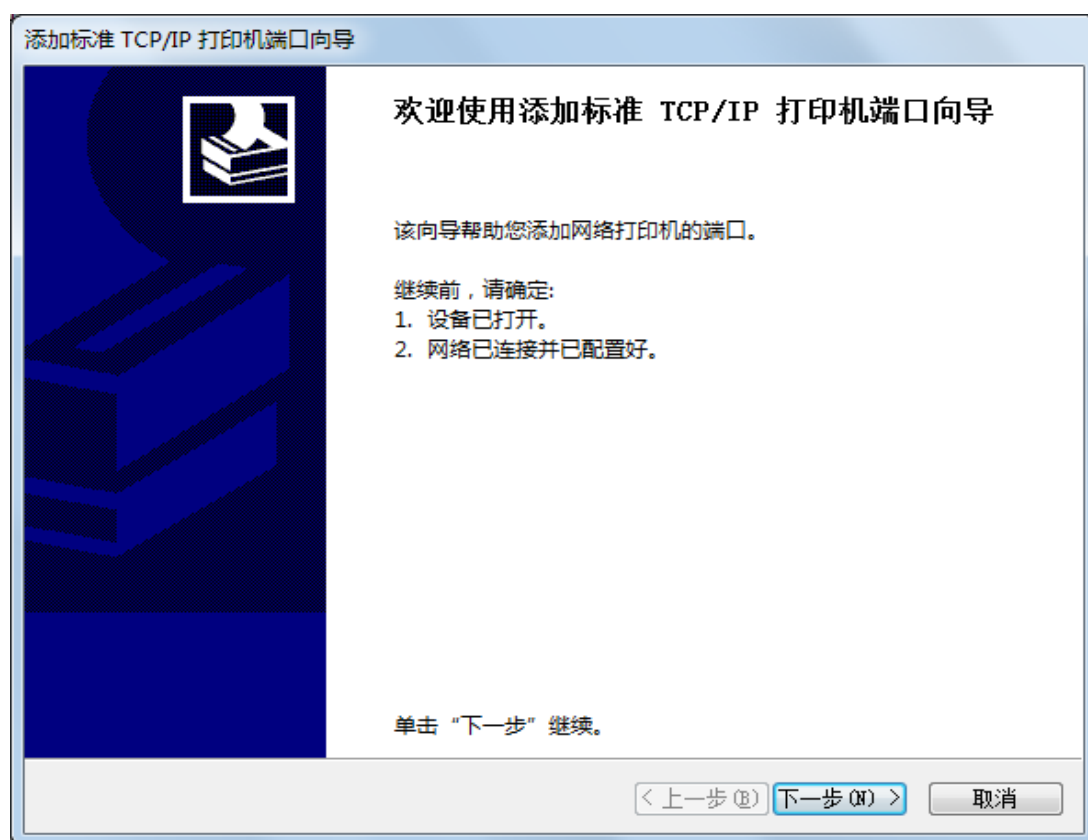 添加标准 TCP/IP 打印机端口向导
欢迎使用添加标准 TCP/IP 打印机端口向导
该向导帮助您添加网络打印机的端口。
继续前，请确定:
1. 设备已打开。
2. 网络已连接并已配置好。
单击“下一步”继续。
< 上一步(B) 下一步(N) > 取消